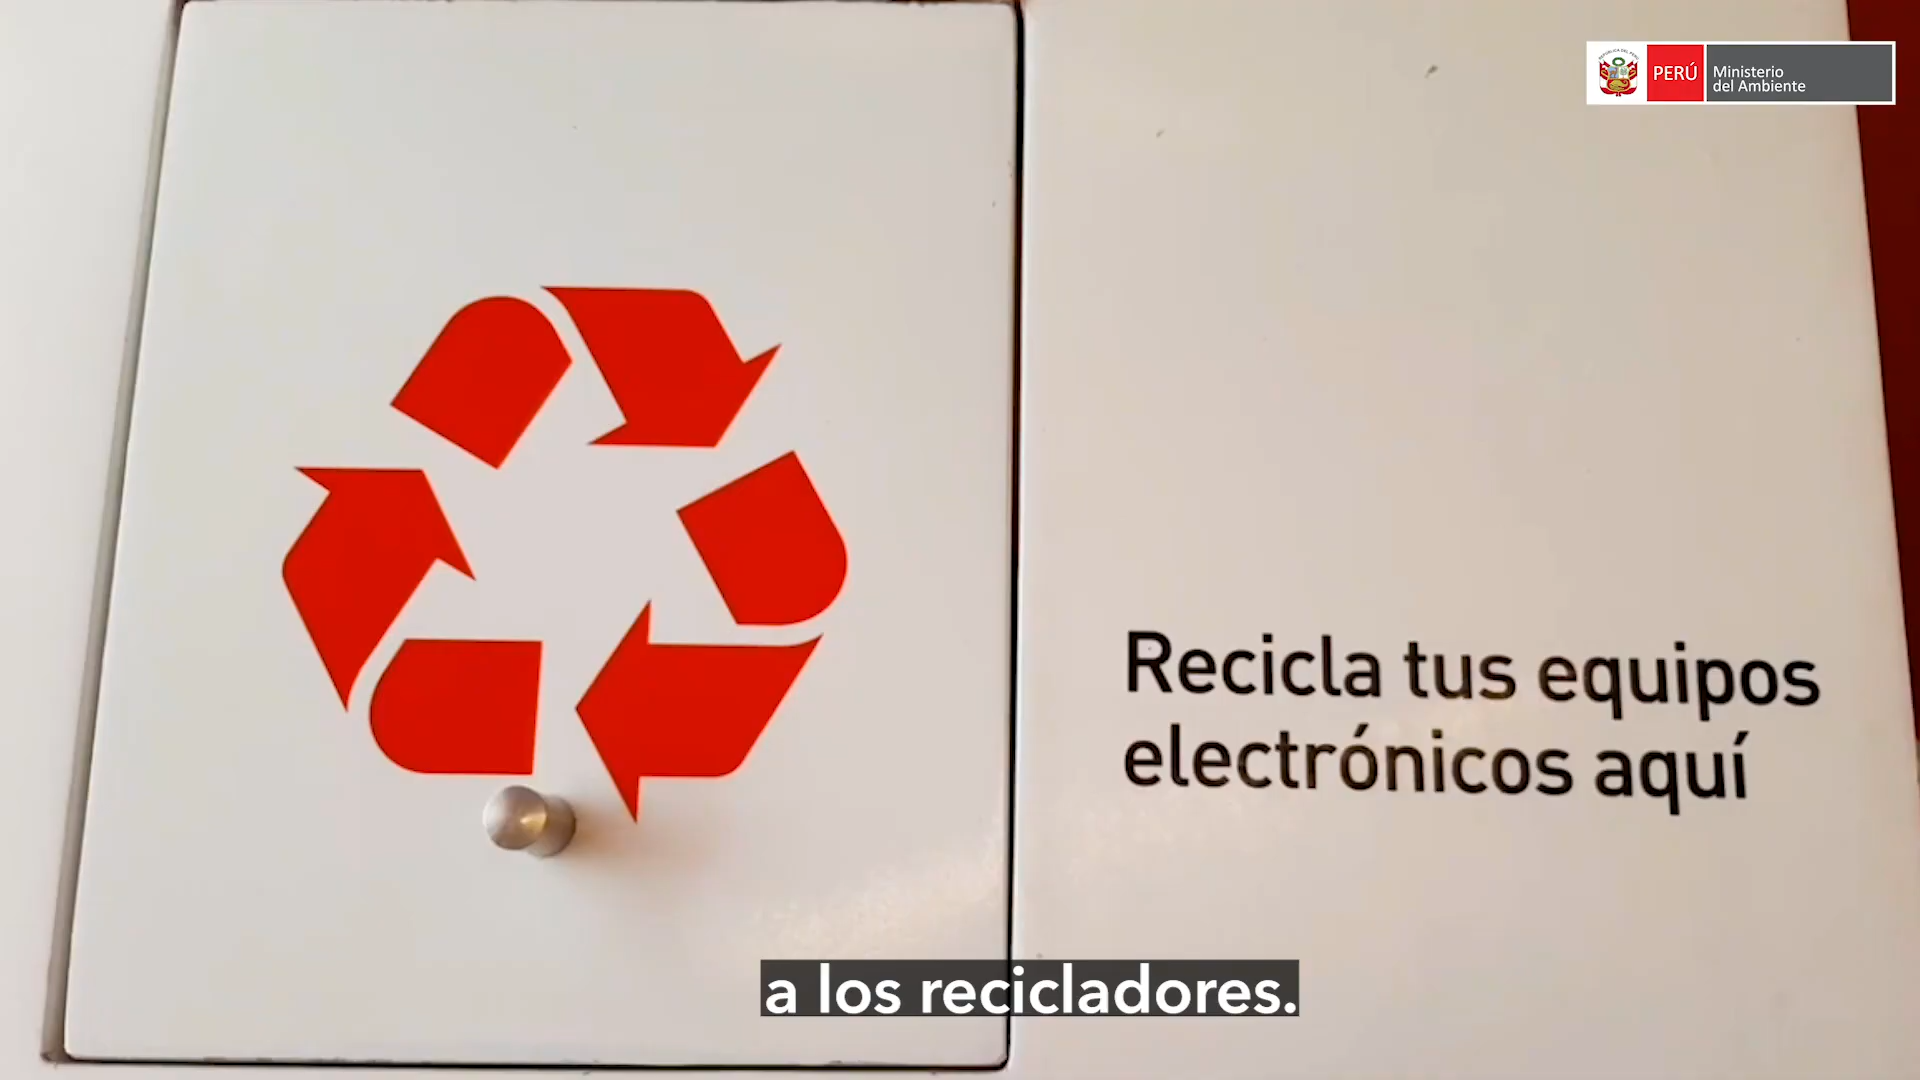 PERÚ
Ministerio
del Ambiente
Recicla tus equipos
electrónicos aquí
a los recicladores.